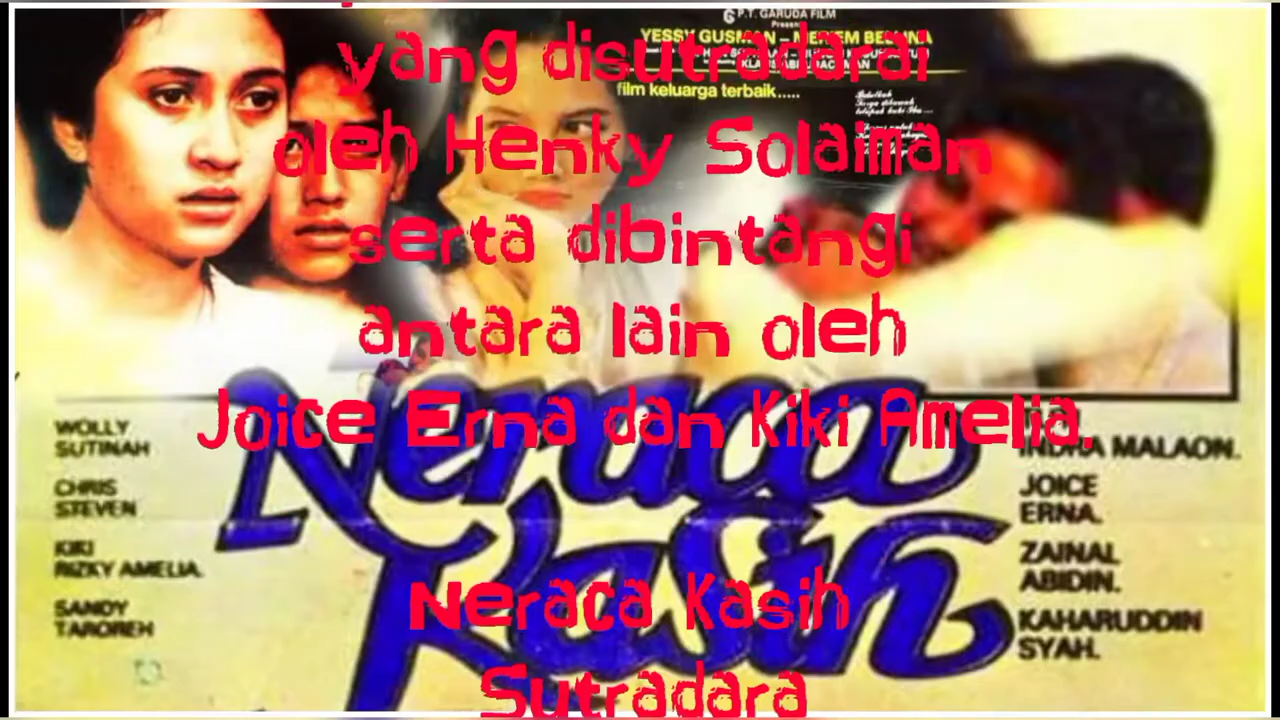 P.T. GARUDA FILM
yang disutradarai
oleh Henky Solaiman
serta dibintangi
antara lain oleh
Joice Erna dan Kiki Amelia.
Neraca Kasih
Sutradara
film keluarga terbaik.....
Neraca
Kasih
WOLLY
SUTINAH
CHRIS
STEVEN
KIKI
RIZKY AMELIA.
SANDY
TAROREH
INDRA MALAON.
JOICE
ERNA.
ZAINAL
ABIDIN.
KAHARUDDIN
SYAH.